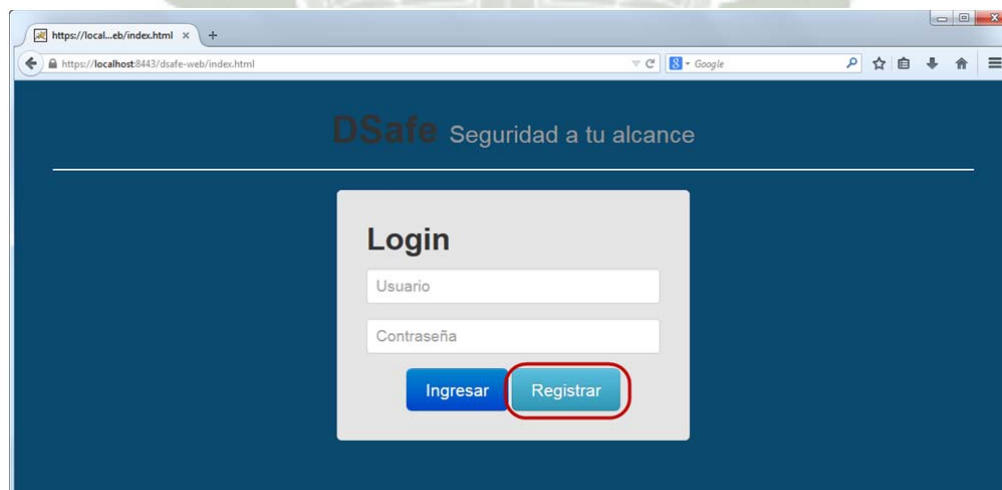 https://local...eb/index.html
https://localhost:8443/dsafe-web/index.html
Google
DSafe Seguridad a tu alcance
Login
Usuario
Contraseña
Ingresar Registrar